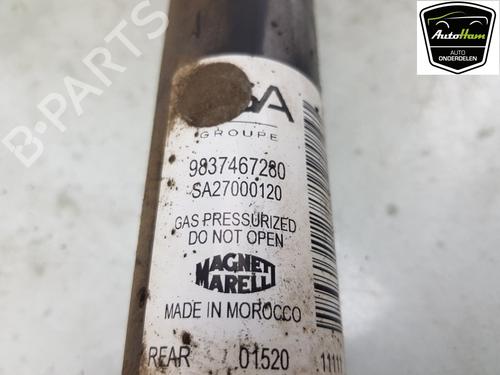 AutoHam
AUTO
ONDERDELEN
B-PARTS
GROUPE
9837467280
SA27000120
GAS PRESSURIZED
DO NOT OPEN
MAGNETI
MARELLI
MADE IN MOROCCO
REAR 01520 11111